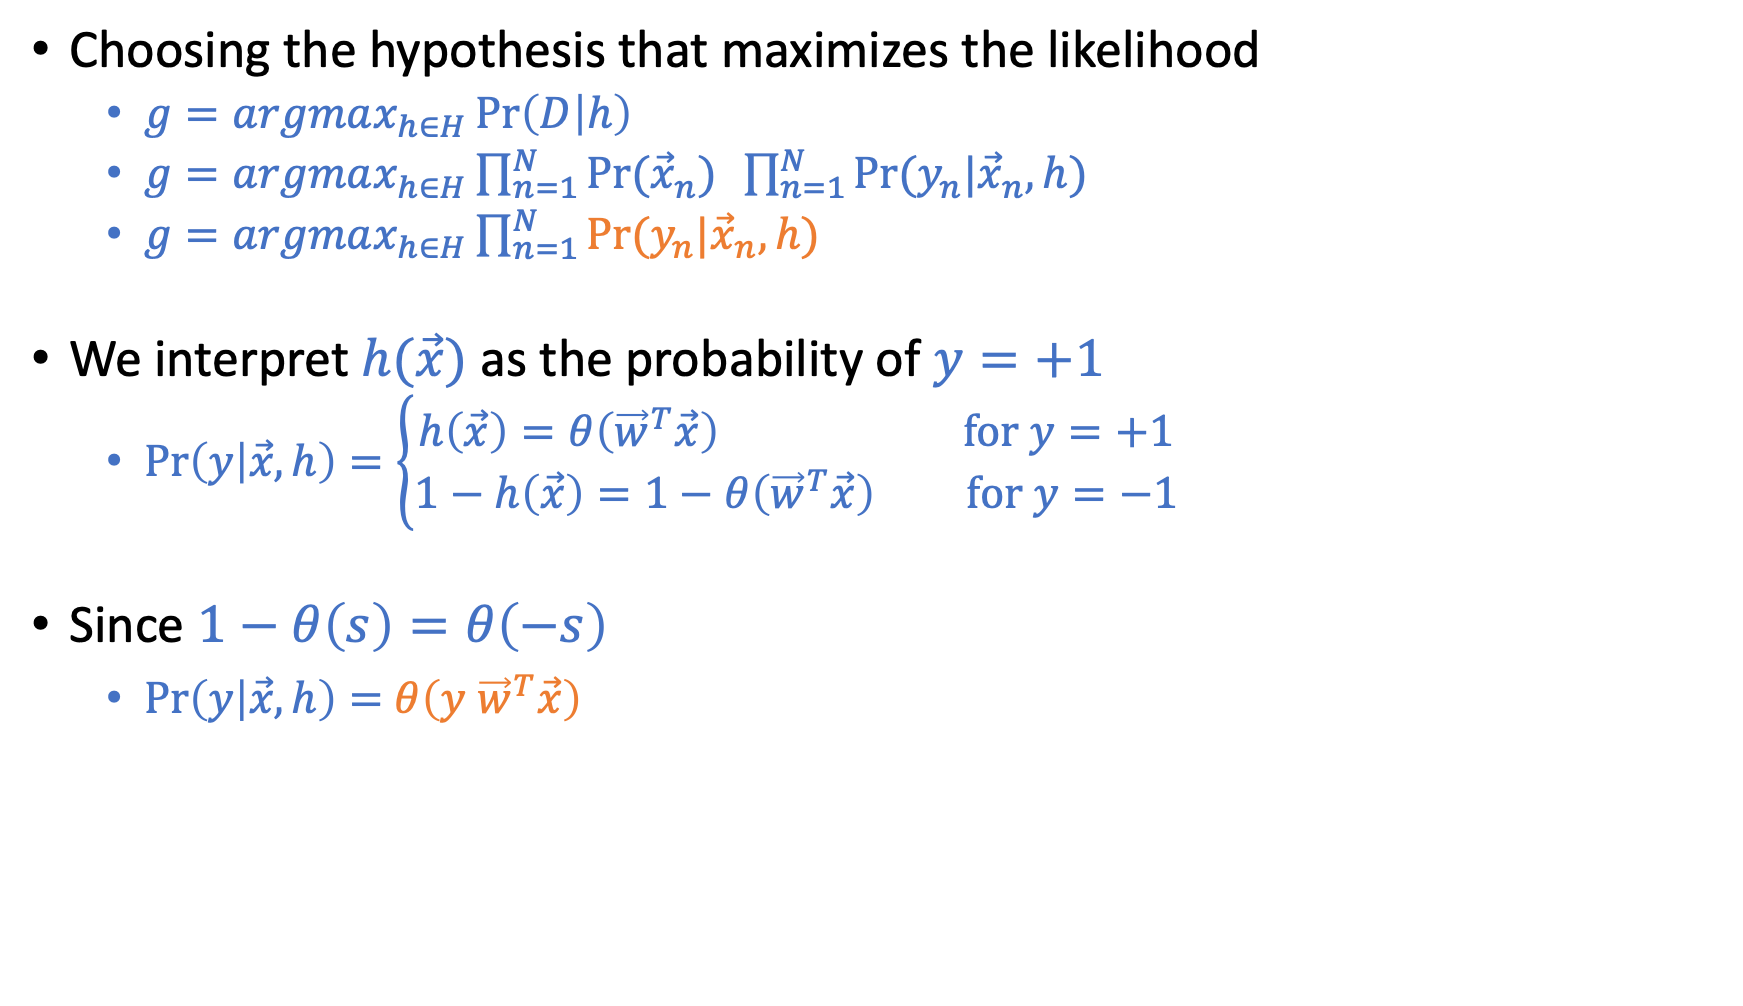 • Choosing the hypothesis that maximizes the likelihood
• g = argmax_{h∈H} Pr(D|h)
• g = argmax_{h∈H} ∏_{n=1}^{N} Pr(x⃗_n) ∏_{n=1}^{N} Pr(y_n|x⃗_n, h)
• g = argmax_{h∈H} ∏_{n=1}^{N} Pr(y_n|x⃗_n, h)
• We interpret h(x⃗) as the probability of y = +1
• Pr(y|x⃗, h) = { h(x⃗) = θ(w⃗^T x⃗) for y = +1
1 − h(x⃗) = 1 − θ(w⃗^T x⃗) for y = −1
• Since 1 − θ(s) = θ(−s)
• Pr(y|x⃗, h) = θ(y w⃗^T x⃗)